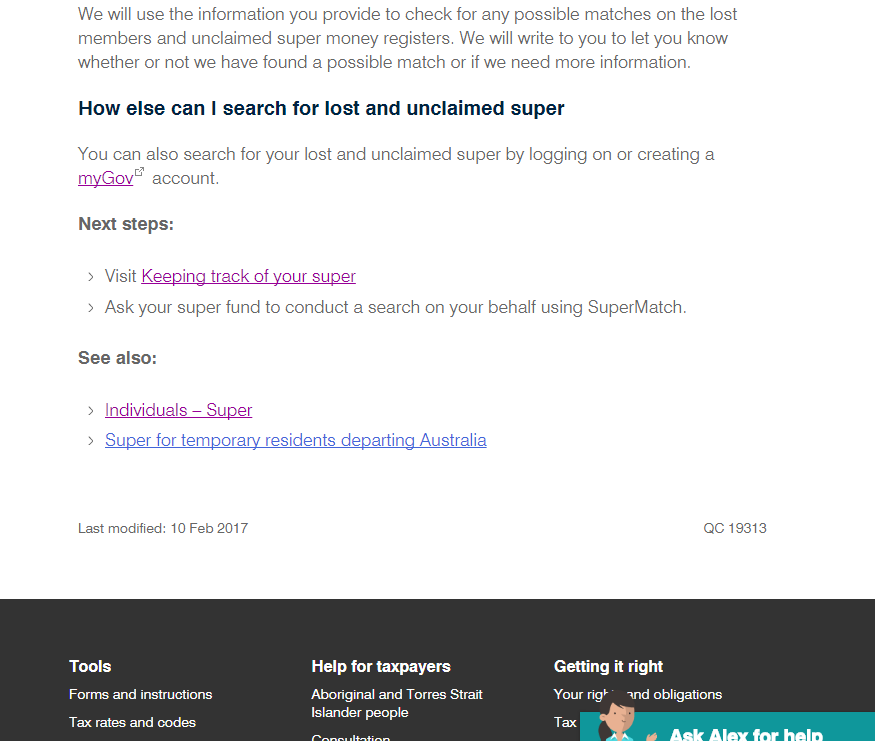 We will use the information you provide to check for any possible matches on the lost
members and unclaimed super money registers. We will write to you to let you know
whether or not we have found a possible match or if we need more information.
How else can I search for lost and unclaimed super
You can also search for your lost and unclaimed super by logging on or creating a
myGov account.
Next steps:
Visit Keeping track of your super
Ask your super fund to conduct a search on your behalf using SuperMatch.
See also:
Individuals – Super
Super for temporary residents departing Australia
Last modified: 10 Feb 2017
QC 19313
Tools
Forms and instructions
Tax rates and codes
Help for taxpayers
Aboriginal and Torres Strait
Islander people
Consultation
Getting it right
Your and obligations
Tax
Ask Alex for help